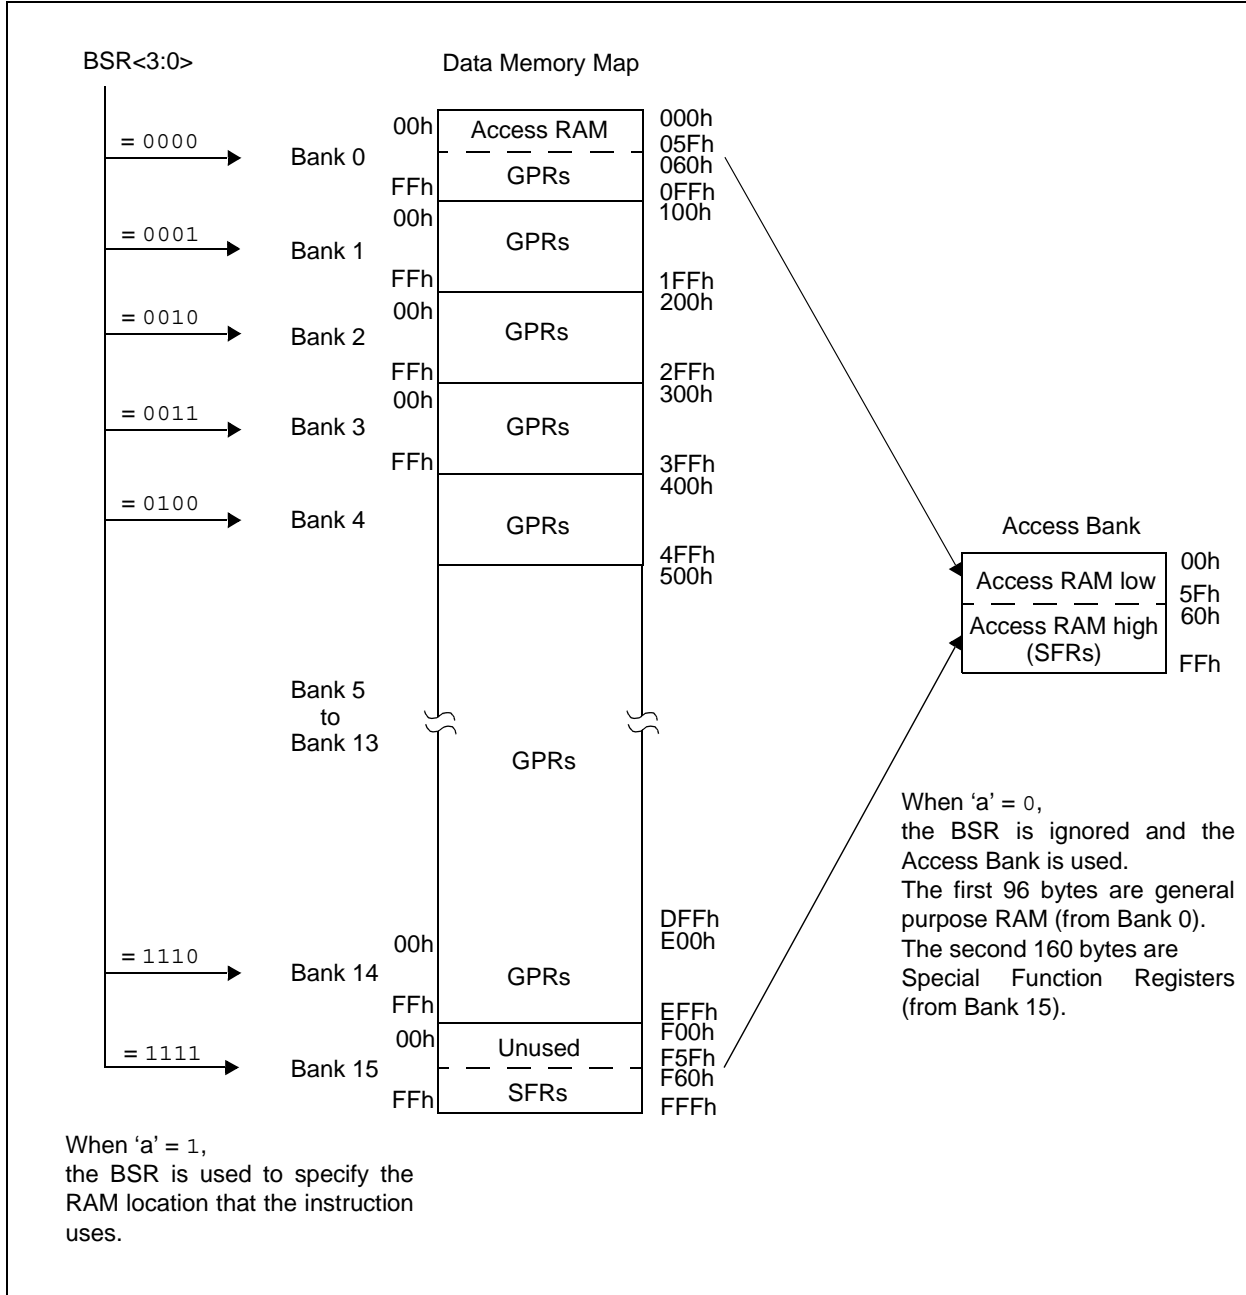 BSR<3:0>
Data Memory Map
= 0000
Bank 0
00h
Access RAM
000h
05Fh
060h
FFh
GPRs
0FFh
= 0001
Bank 1
00h
GPRs
100h
FFh
1FFh
= 0010
Bank 2
00h
GPRs
200h
FFh
2FFh
= 0011
Bank 3
00h
GPRs
300h
FFh
3FFh
= 0100
Bank 4
GPRs
400h
4FFh
500h
Bank 5
to
Bank 13
GPRs
DFFh
= 1110
Bank 14
00h
GPRs
E00h
FFh
EFFh
= 1111
Bank 15
00h
Unused
F00h
F5Fh
F60h
FFh
SFRs
FFFh
Access Bank
Access RAM low
00h
5Fh
Access RAM high
(SFRs)
60h
FFh
When ‘a’ = 0,
the BSR is ignored and the
Access Bank is used.
The first 96 bytes are general
purpose RAM (from Bank 0).
The second 160 bytes are
Special Function Registers
(from Bank 15).
When ‘a’ = 1,
the BSR is used to specify the
RAM location that the instruction
uses.